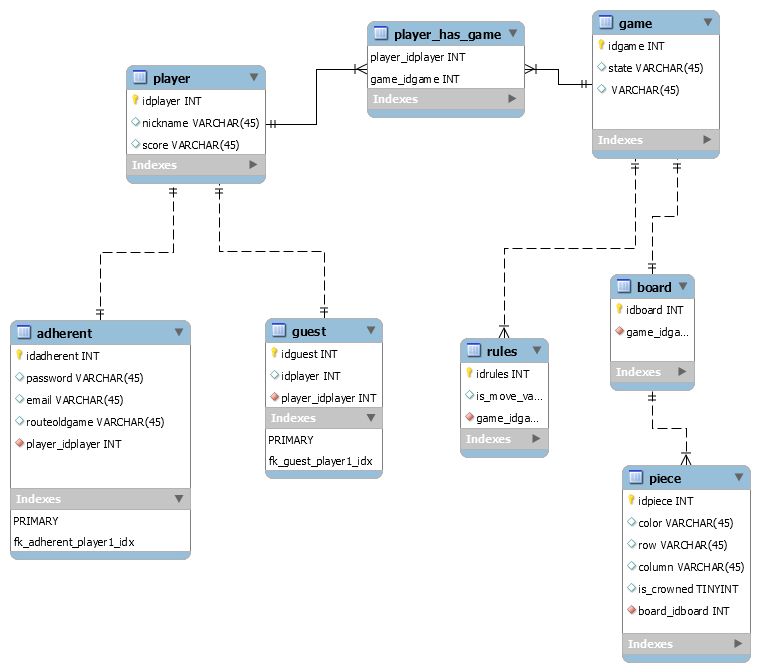 player
idplayer INT
nickname VARCHAR(45)
score VARCHAR(45)
Indexes
player_has_game
player_idplayer INT
game_idgame INT
Indexes
game
idgame INT
state VARCHAR(45)
VARCHAR(45)
Indexes
adherent
idadherent INT
password VARCHAR(45)
email VARCHAR(45)
routeoldgame VARCHAR(45)
player_idplayer INT
Indexes
PRIMARY
fk_adherent_player1_idx
guest
idguest INT
idplayer INT
player_idplayer INT
Indexes
PRIMARY
fk_guest_player1_idx
rules
idrules INT
is_move_va...
game_idga...
Indexes
board
idboard INT
game_idga...
Indexes
piece
idpiece INT
color VARCHAR(45)
row VARCHAR(45)
column VARCHAR(45)
is_crowned TINYINT
board_idboard INT
Indexes